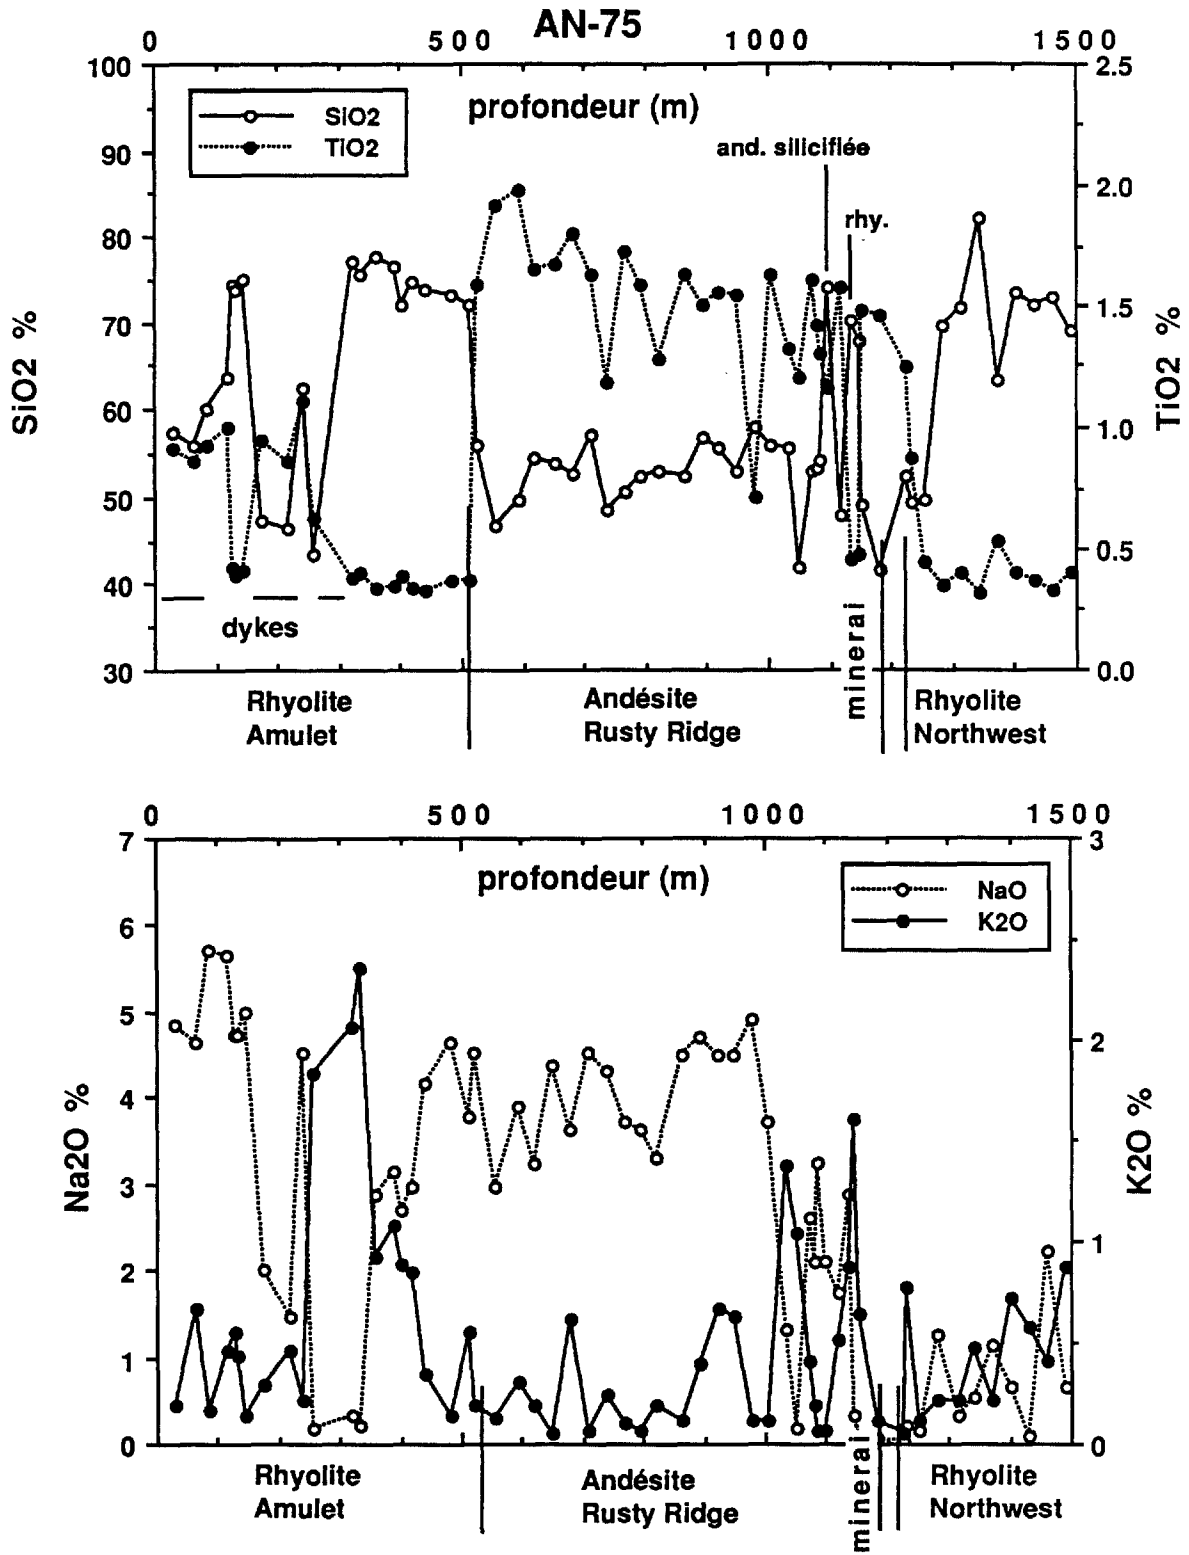 AN-75
0 500 1000 1500
100 2.5
profondeur (m)
SiO2
TiO2
and. silicifiée
rhy.
90
80
70
60
50
40
30
2.0
1.5
1.0
0.5
0.0
SiO2 %
TiO2 %
dykes
minerai
Rhyolite
Amulet
Andésite
Rusty Ridge
Rhyolite
Northwest
0 500 1000 1500
7 3
profondeur (m)
NaO
K2O
6
5
4
3
2
1
0
2
1
0
Na2O %
K2O %
minerai
Rhyolite
Amulet
Andésite
Rusty Ridge
Rhyolite
Northwest